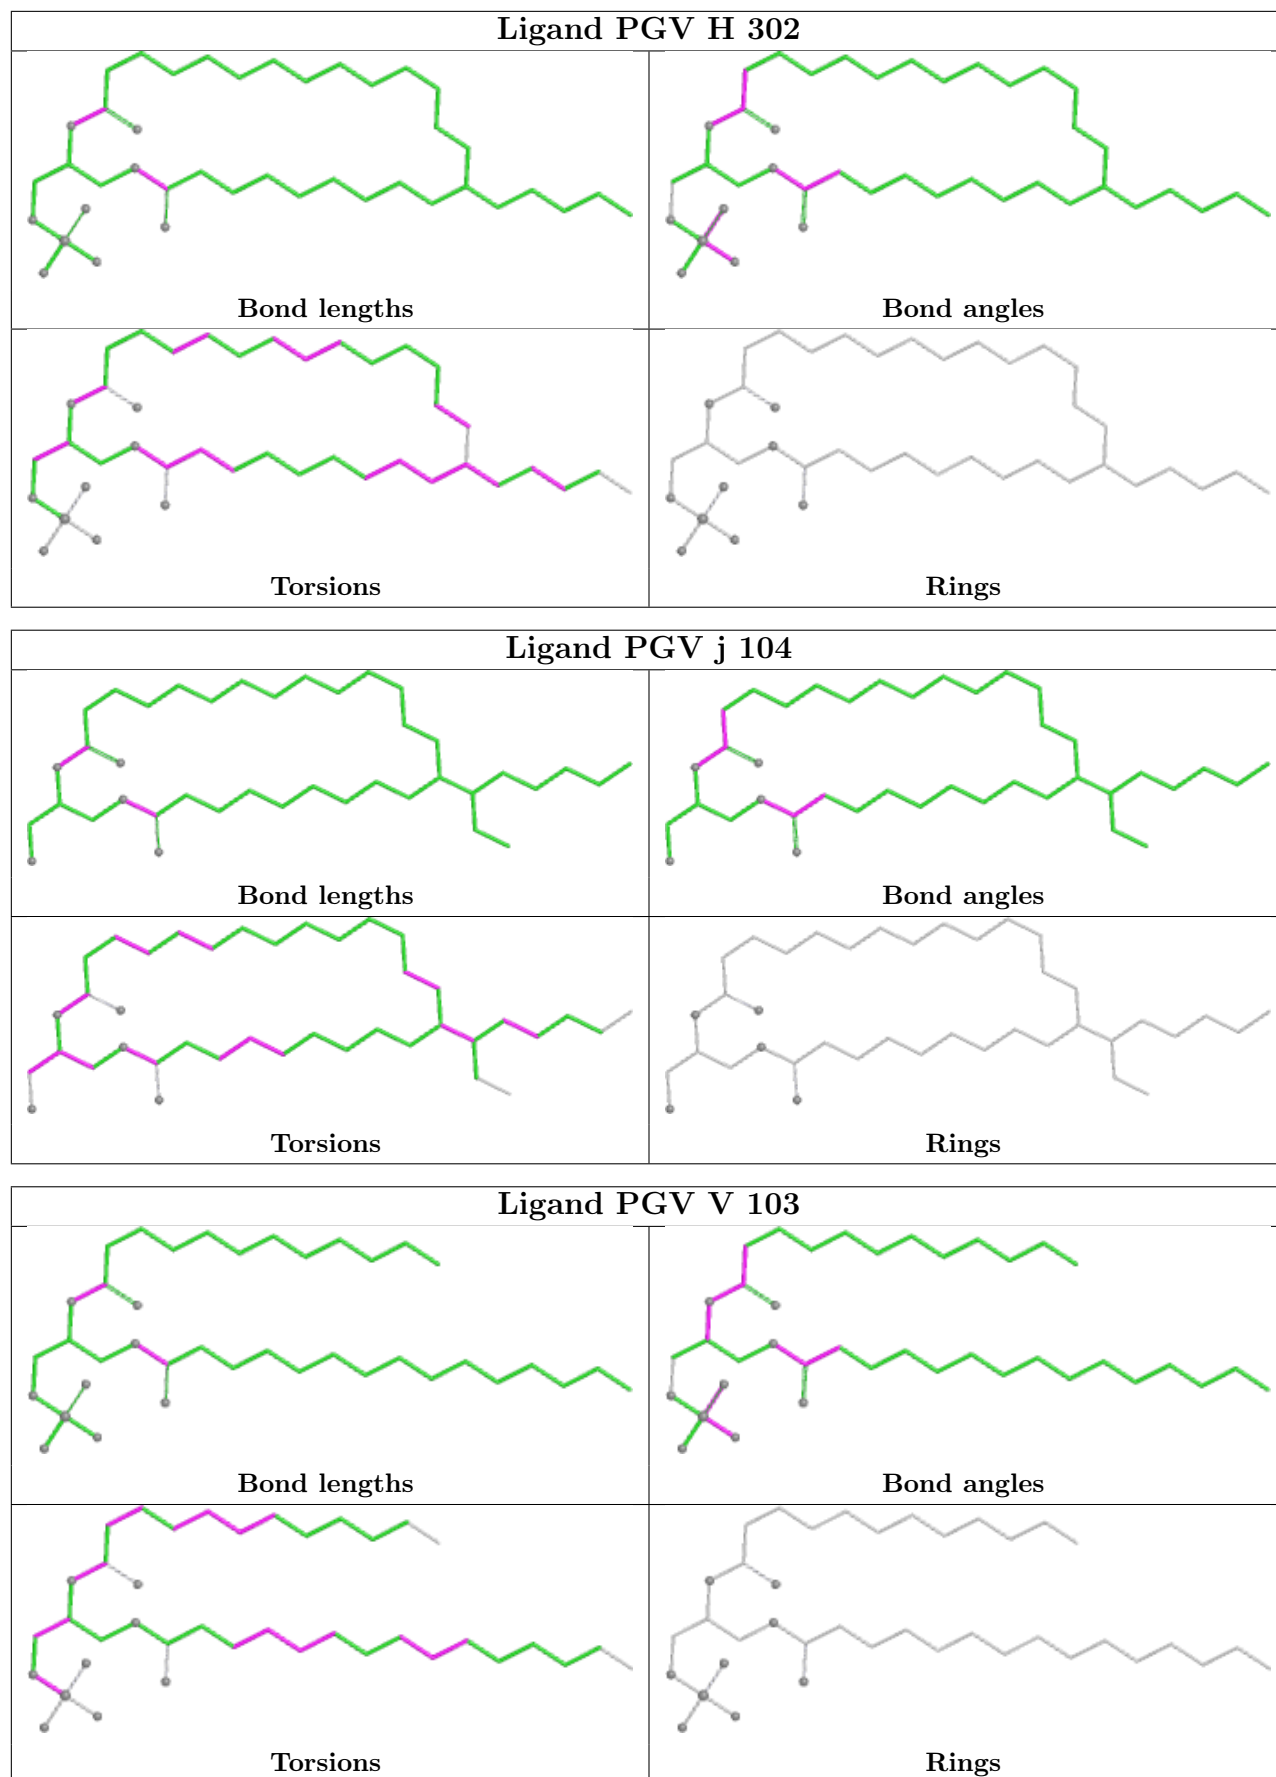 Ligand PGV H 302
Bond lengths
Bond angles
Torsions
Rings
Ligand PGV j 104
Bond lengths
Bond angles
Torsions
Rings
Ligand PGV V 103
Bond lengths
Bond angles
Torsions
Rings